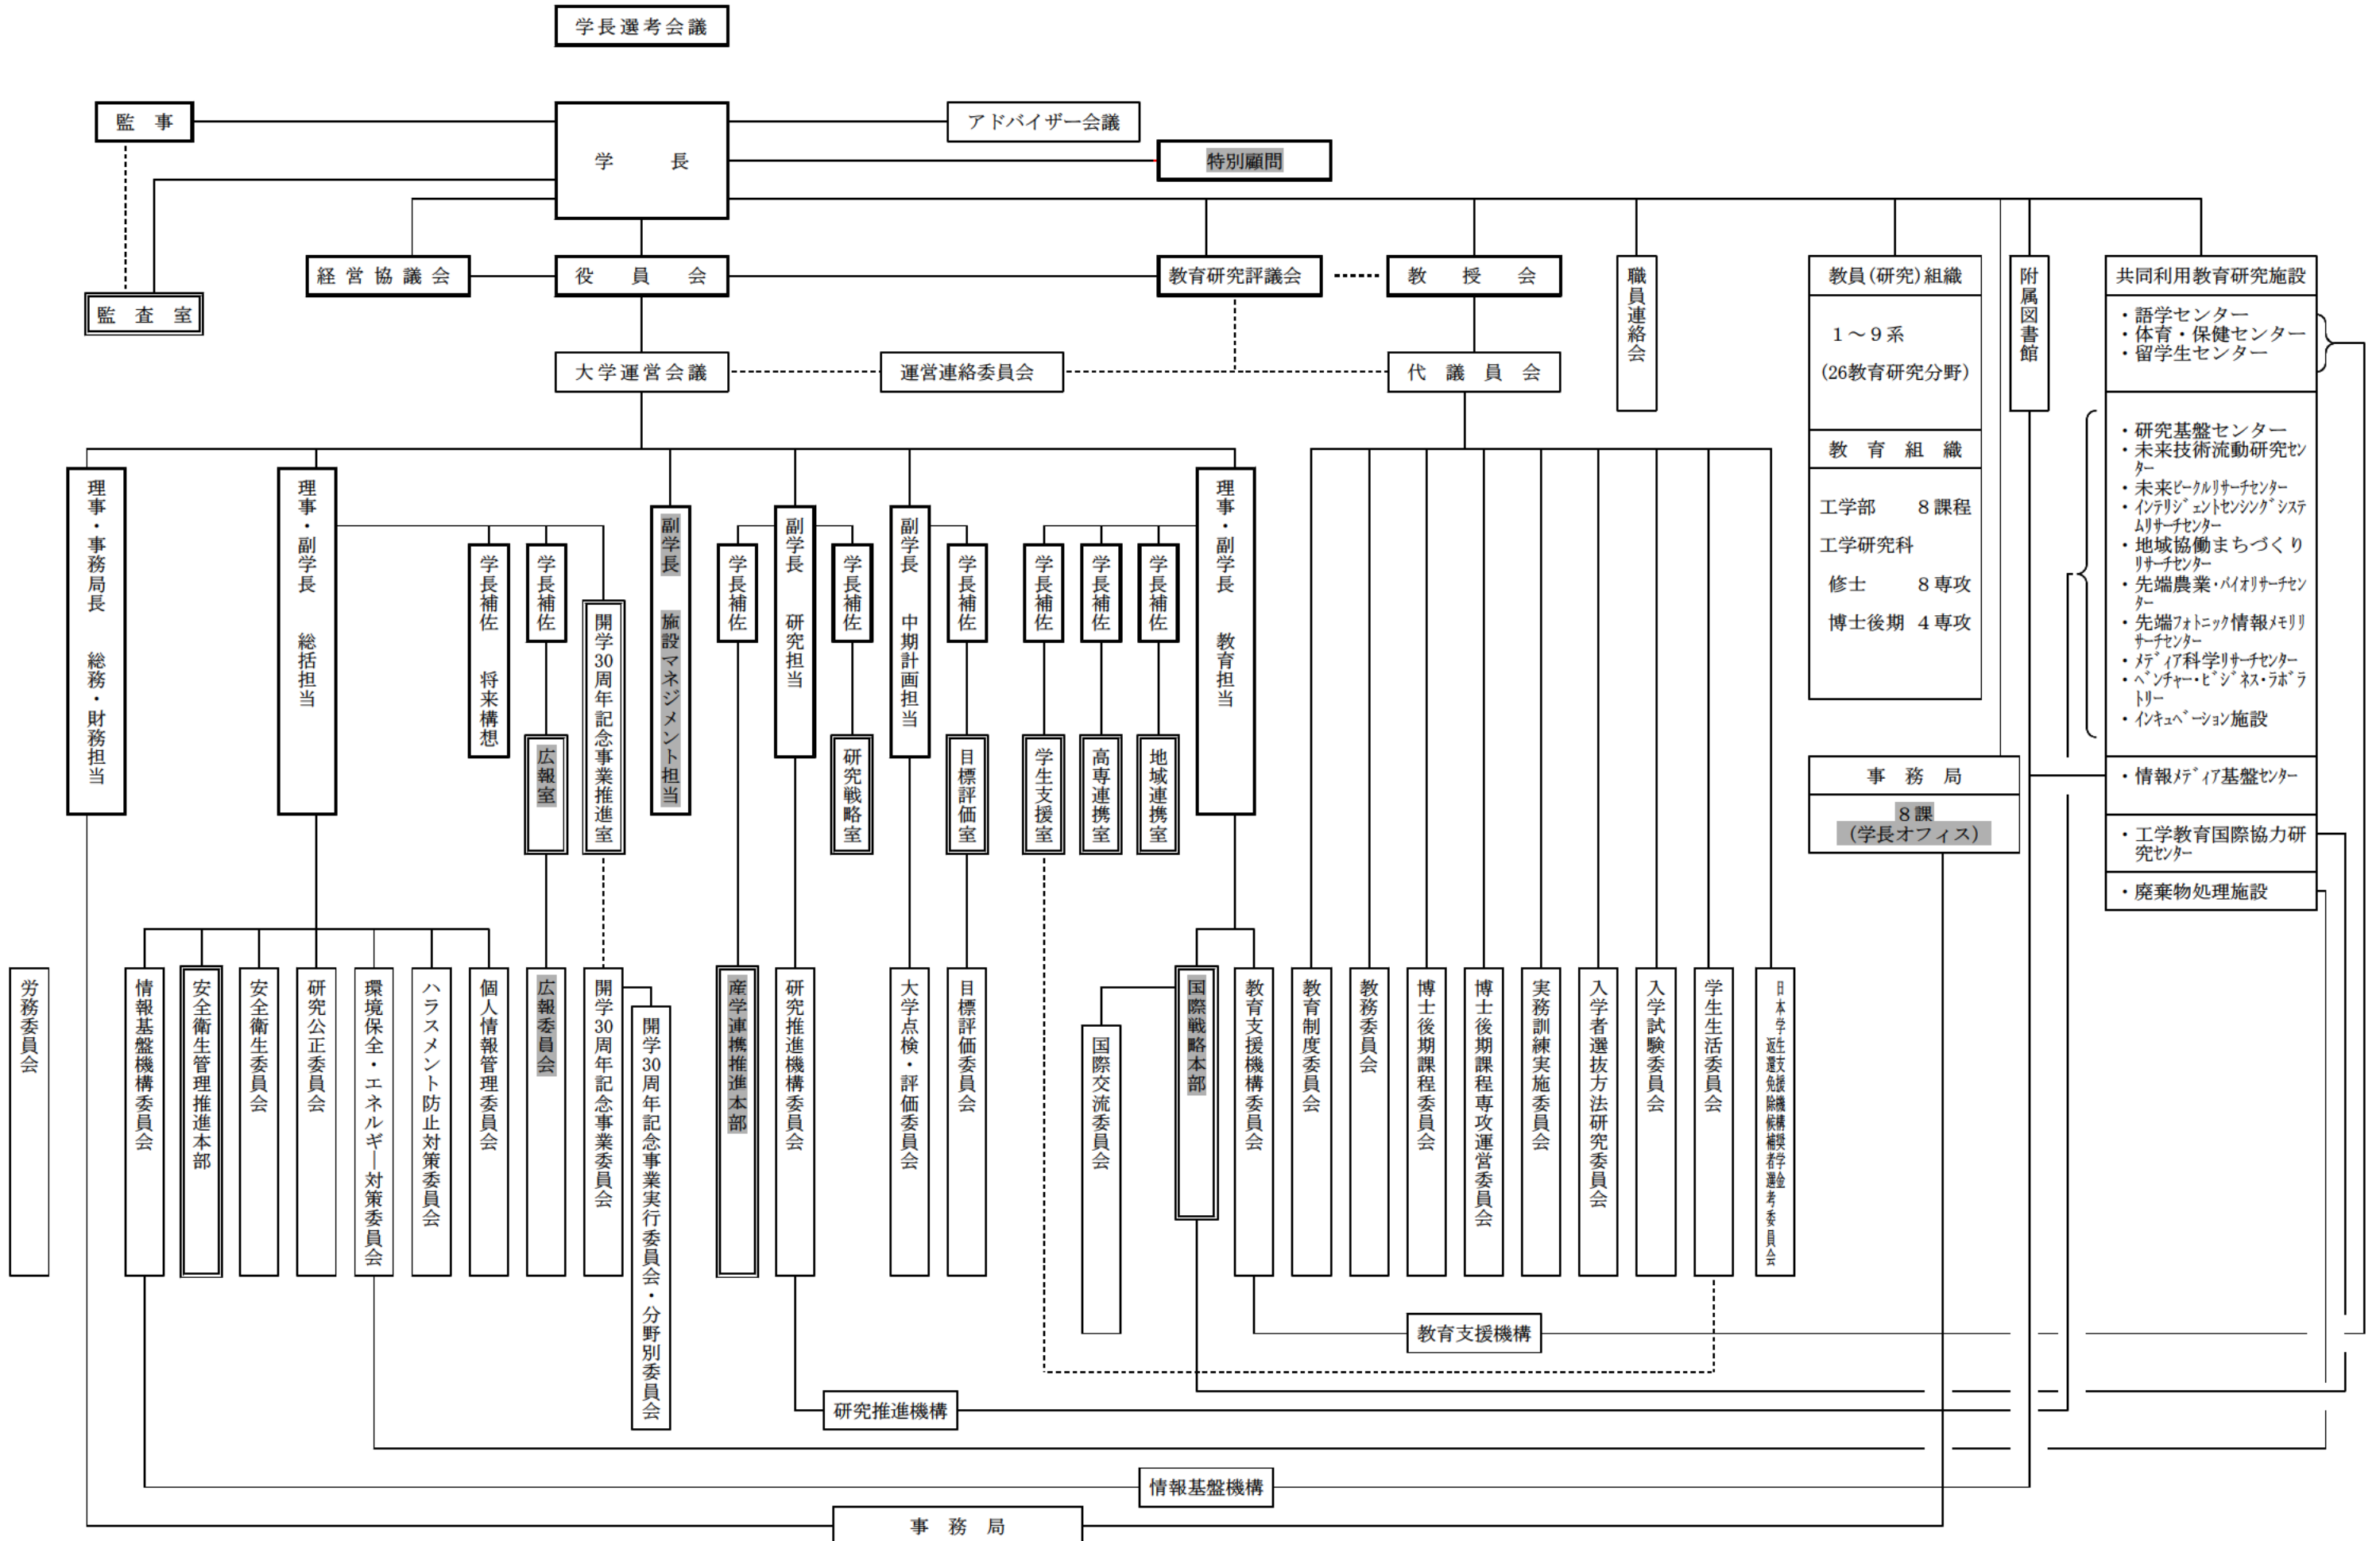 学長選考会議
監　事
学　　　長
アドバイザー会議
特別顧問
経 営 協 議 会
役　員　会
教育研究評議会
教　授　会
職員連絡会
教員(研究)組織
附属図書館
共同利用教育研究施設
監　査　室
1～9系
(26教育研究分野)
・語学センター
・体育・保健センター
・留学生センター
大学運営会議
運営連絡委員会
代　議　員　会
教　育　組　織
工学部　　8課程
工学研究科
修士　　8専攻
博士後期　4専攻
・研究基盤センター
・未来技術流動研究セン
ター
・未来ビークルリサーチセンター
・インテリジェントセンシングシステ
ムリサーチセンター
・地域協働まちづくり
リサーチセンター
・先端農業・バイオリサーチセン
ター
・先端フォトニック情報メモリリ
サーチセンター
・メディア科学リサーチセンター
・ベンチャー・ビジネス・ラボラ
トリー
・インキュベーション施設
・情報メディア基盤センター
・工学教育国際協力研
究センター
・廃棄物処理施設
事　務　局
8課
(学長オフィス)
理事・事務局長　総務・財務担当
理事・副学長　総括担当
学長補佐　将来構想
学長補佐
広報室
開学30周年記念事業推進室
副学長　施設マネジメント担当
学長補佐
副学長　研究担当
学長補佐
研究戦略室
副学長　中期計画担当
学長補佐
目標評価室
学長補佐
学生支援室
学長補佐
高専連携室
学長補佐
地域連携室
理事・副学長　教育担当
労務委員会
情報基盤機構委員会
安全衛生管理推進本部
安全衛生委員会
研究公正委員会
環境保全・エネルギー対策委員会
ハラスメント防止対策委員会
個人情報管理委員会
広報委員会
開学30周年記念事業委員会
開学30周年記念事業実行委員会・分野別委員会
産学連携推進本部
研究推進機構委員会
大学点検・評価委員会
目標評価委員会
国際交流委員会
国際戦略本部
教育支援機構委員会
教育制度委員会
教務委員会
博士後期課程委員会
博士後期課程専攻運営委員会
実務訓練実施委員会
入学者選抜方法研究委員会
入学試験委員会
学生生活委員会
日本学生支援機構奨学金
返還免除候補者選考委員会
教育支援機構
研究推進機構
情報基盤機構
事　務　局